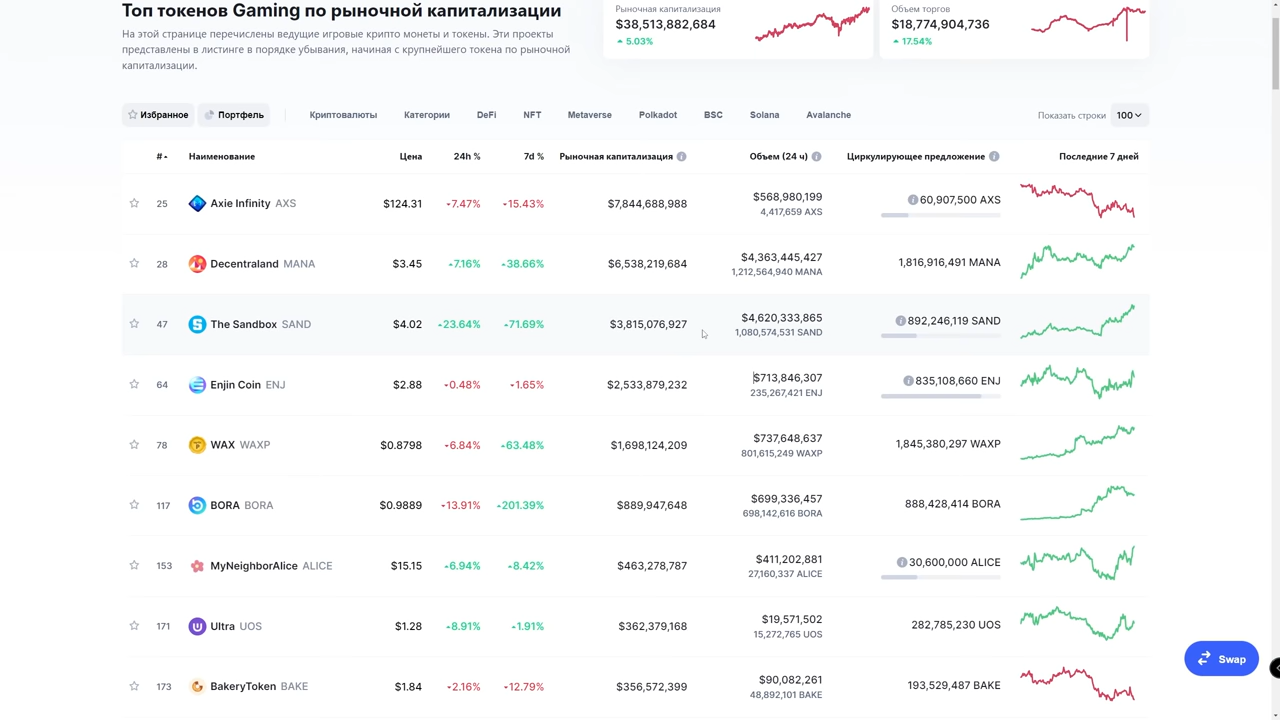 Топ токенов Gaming по рыночной капитализации
На этой странице перечислены ведущие игровые крипто монеты и токены. Эти проекты
представлены в листинге в порядке убывания, начиная с крупнейшего токена по рыночной
капитализации.
Рыночная капитализация
$38,513,882,684
5.03%
Объем торгов
$18,774,904,736
17.54%
Избранное Портфель Криптовалюты Категории DeFi NFT Metaverse Polkadot BSC Solana Avalanche Показать строки 100
# Наименование Цена 24h % 7d % Рыночная капитализация Объем (24 ч) Циркулирующее предложение Последние 7 дней
25 Axie Infinity AXS $124.31 7.47% 15.43% $7,844,688,988 $568,980,199 60,907,500 AXS
4,417,659 AXS
28 Decentraland MANA $3.45 7.16% 38.66% $6,538,219,684 $4,363,445,427 1,816,916,491 MANA
1,212,564,940 MANA
47 The Sandbox SAND $4.02 23.64% 71.69% $3,815,076,927 $4,620,333,865 892,246,119 SAND
1,080,574,531 SAND
64 Enjin Coin ENJ $2.88 0.48% 1.65% $2,533,879,232 $713,846,307 835,108,660 ENJ
235,267,421 ENJ
78 WAX WAXP $0.8798 6.84% 63.48% $1,698,124,209 $737,648,637 1,845,380,297 WAXP
801,615,249 WAXP
117 BORA BORA $0.9889 13.91% 201.39% $889,947,648 $699,336,457 888,428,414 BORA
698,142,616 BORA
153 MyNeighborAlice ALICE $15.15 6.94% 8.42% $463,278,787 $411,202,881 30,600,000 ALICE
27,160,337 ALICE
171 Ultra UOS $1.28 8.91% 1.91% $362,379,168 $19,571,502 282,785,230 UOS
15,272,765 UOS
173 BakeryToken BAKE $1.84 2.16% 12.79% $356,572,399 $90,082,261 193,529,487 BAKE
48,892,101 BAKE
Swap